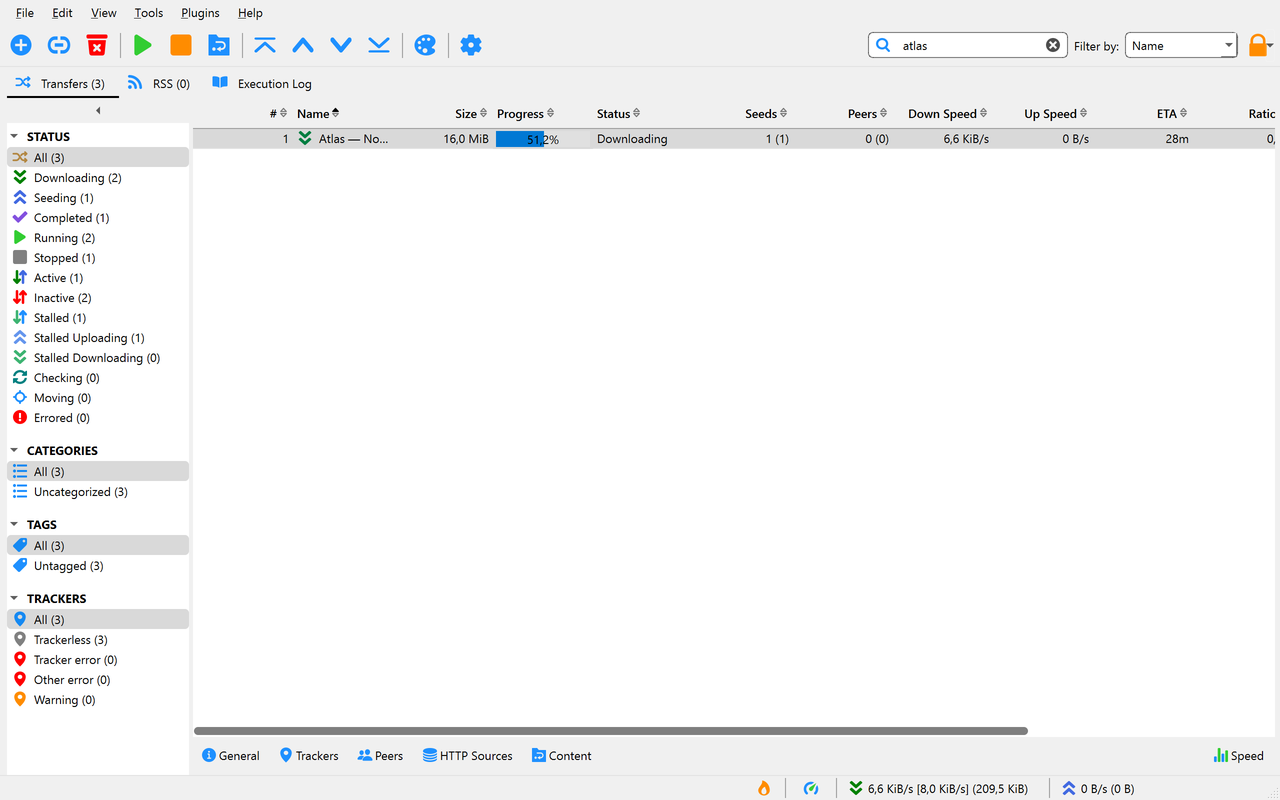 File Edit View Tools Plugins Help
atlas Filter by: Name
Transfers (3) RSS (0) Execution Log
# Name Size Progress Status Seeds Peers Down Speed Up Speed ETA Ratio
1 Atlas — No... 16,0 MiB 51,2% Downloading 1 (1) 0 (0) 6,6 KiB/s 0 B/s 28m 0,
STATUS
All (3)
Downloading (2)
Seeding (1)
Completed (1)
Running (2)
Stopped (1)
Active (1)
Inactive (2)
Stalled (1)
Stalled Uploading (1)
Stalled Downloading (0)
Checking (0)
Moving (0)
Errored (0)
CATEGORIES
All (3)
Uncategorized (3)
TAGS
All (3)
Untagged (3)
TRACKERS
All (3)
Trackerless (3)
Tracker error (0)
Other error (0)
Warning (0)
General Trackers Peers HTTP Sources Content Speed
6,6 KiB/s [8,0 KiB/s] (209,5 KiB) 0 B/s (0 B)